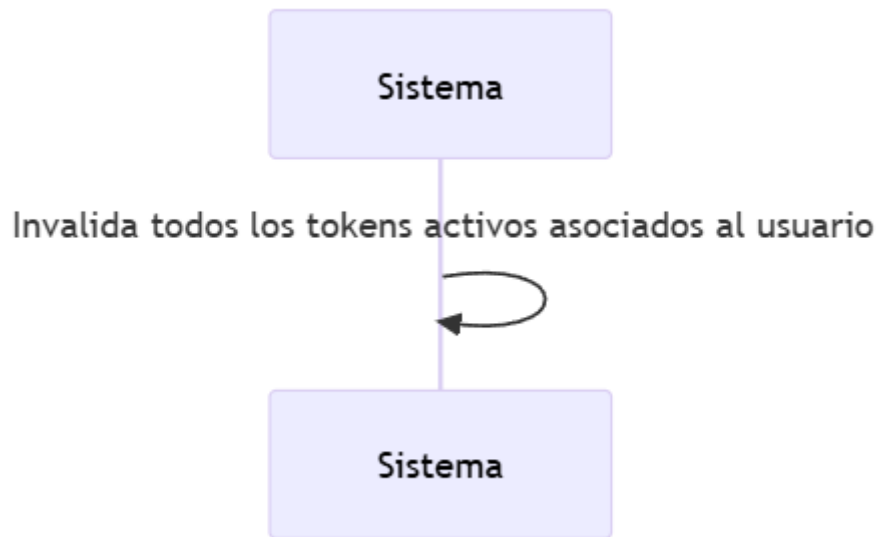 Sistema
Invalida todos los tokens activos asociados al usuario
Sistema